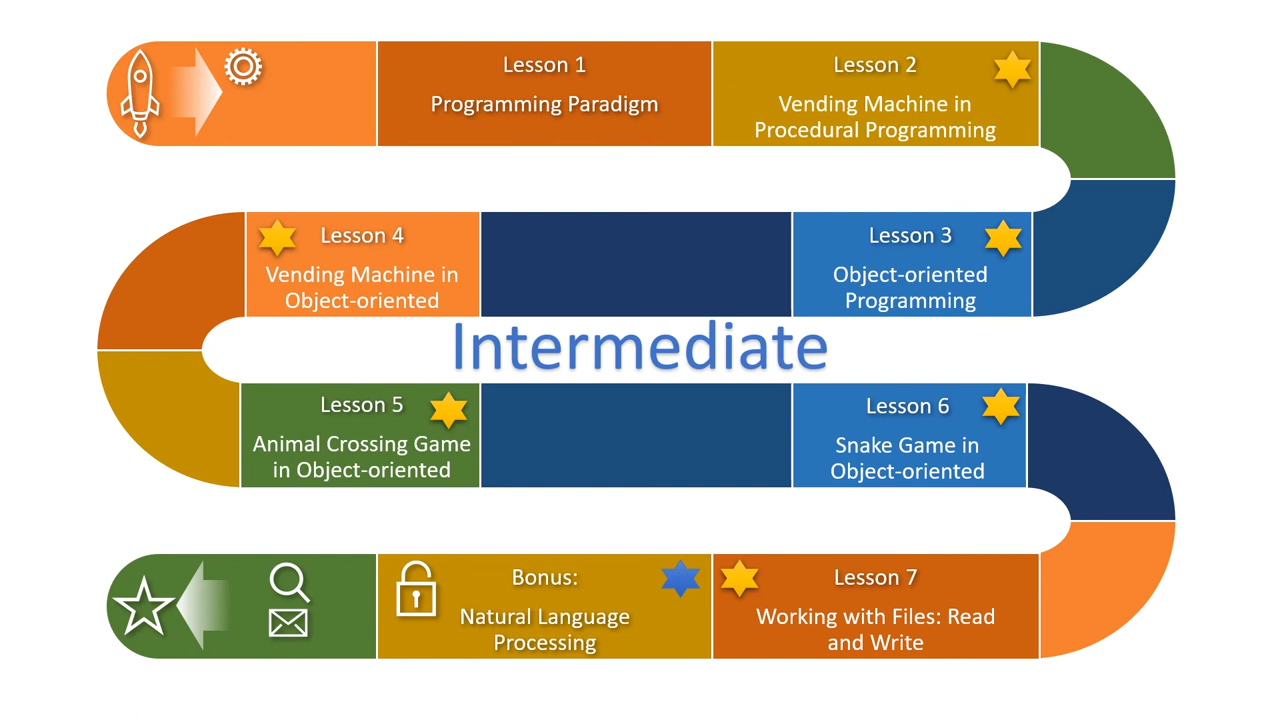 Lesson 1
Programming Paradigm
Lesson 2
Vending Machine in
Procedural Programming
Lesson 3
Object-oriented
Programming
Lesson 4
Vending Machine in
Object-oriented
Intermediate
Lesson 5
Animal Crossing Game
in Object-oriented
Lesson 6
Snake Game in
Object-oriented
Lesson 7
Working with Files: Read
and Write
Bonus:
Natural Language
Processing